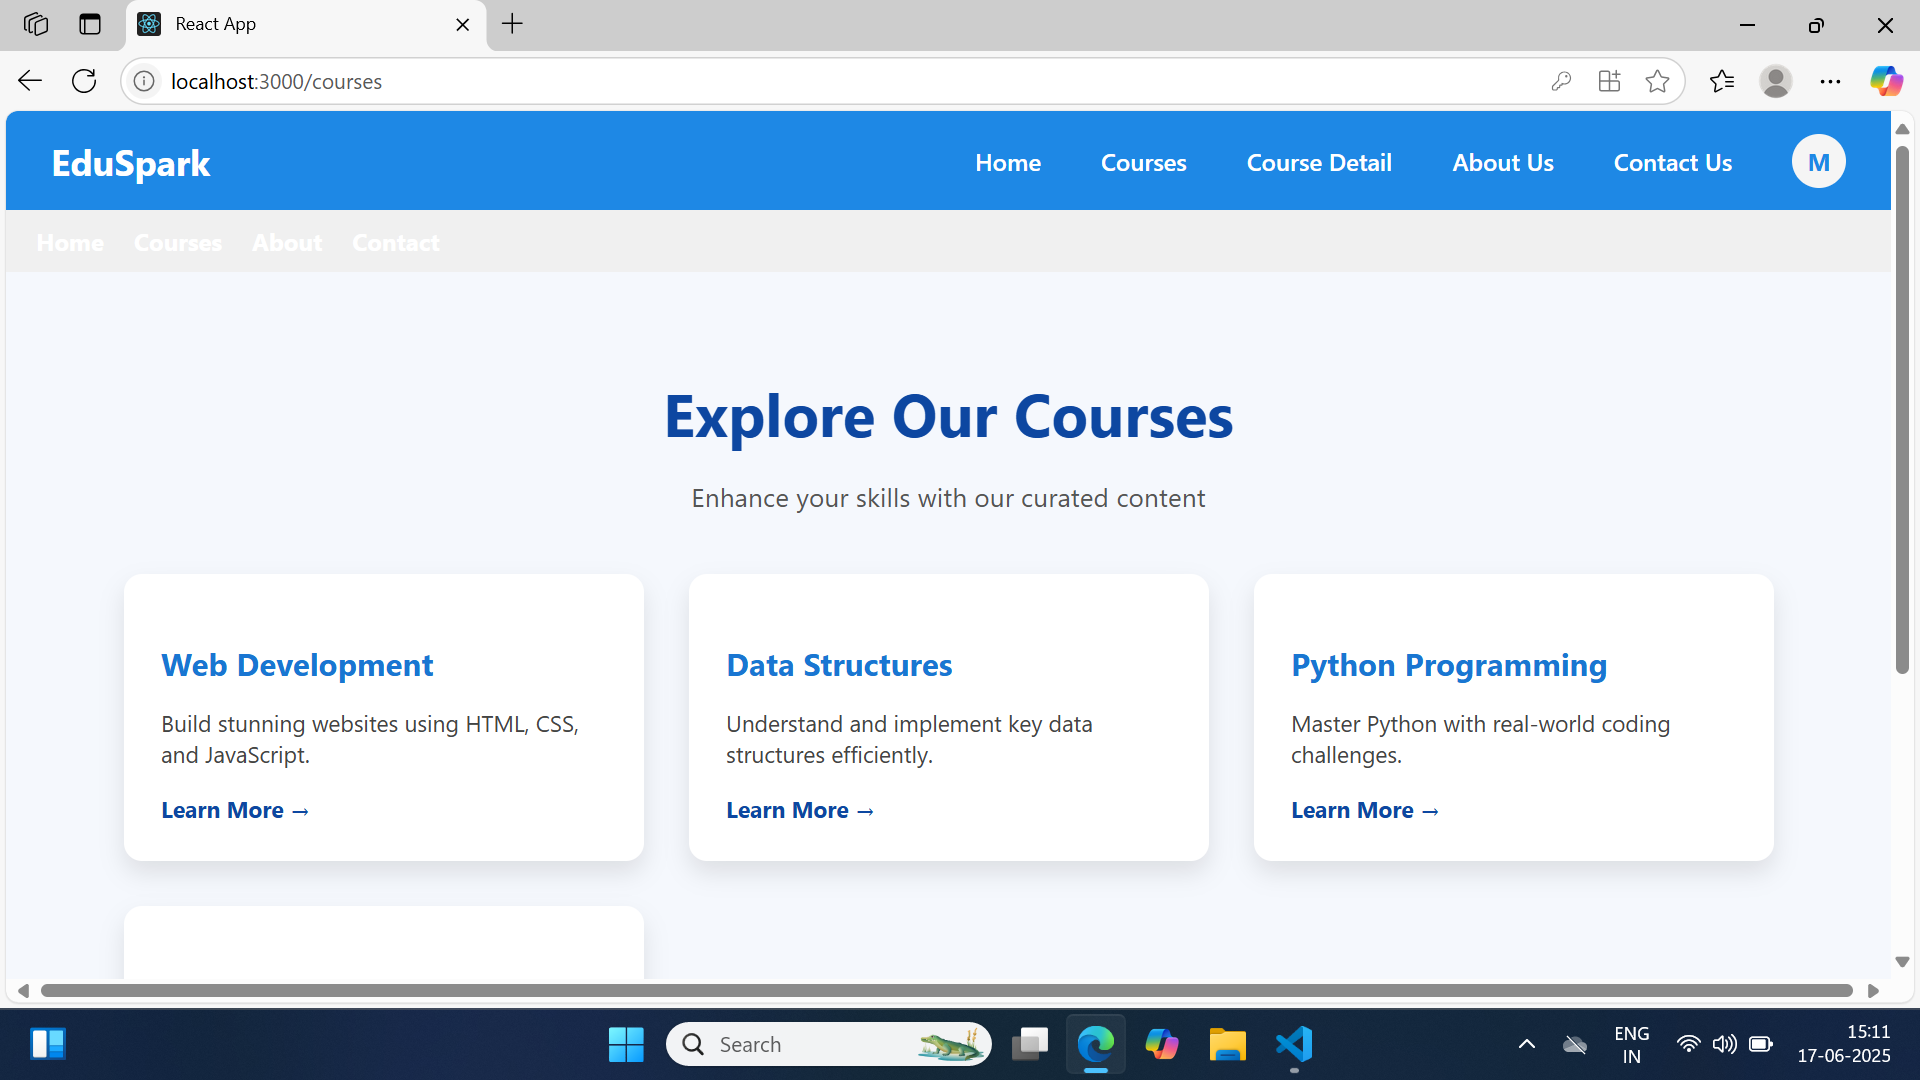 React App
localhost:3000/courses
EduSpark
Home Courses Course Detail About Us Contact Us M
Home Courses About Contact
Explore Our Courses
Enhance your skills with our curated content
Web Development
Build stunning websites using HTML, CSS,
and JavaScript.
Learn More →
Data Structures
Understand and implement key data
structures efficiently.
Learn More →
Python Programming
Master Python with real-world coding
challenges.
Learn More →
Search
ENG
IN
15:11
17-06-2025